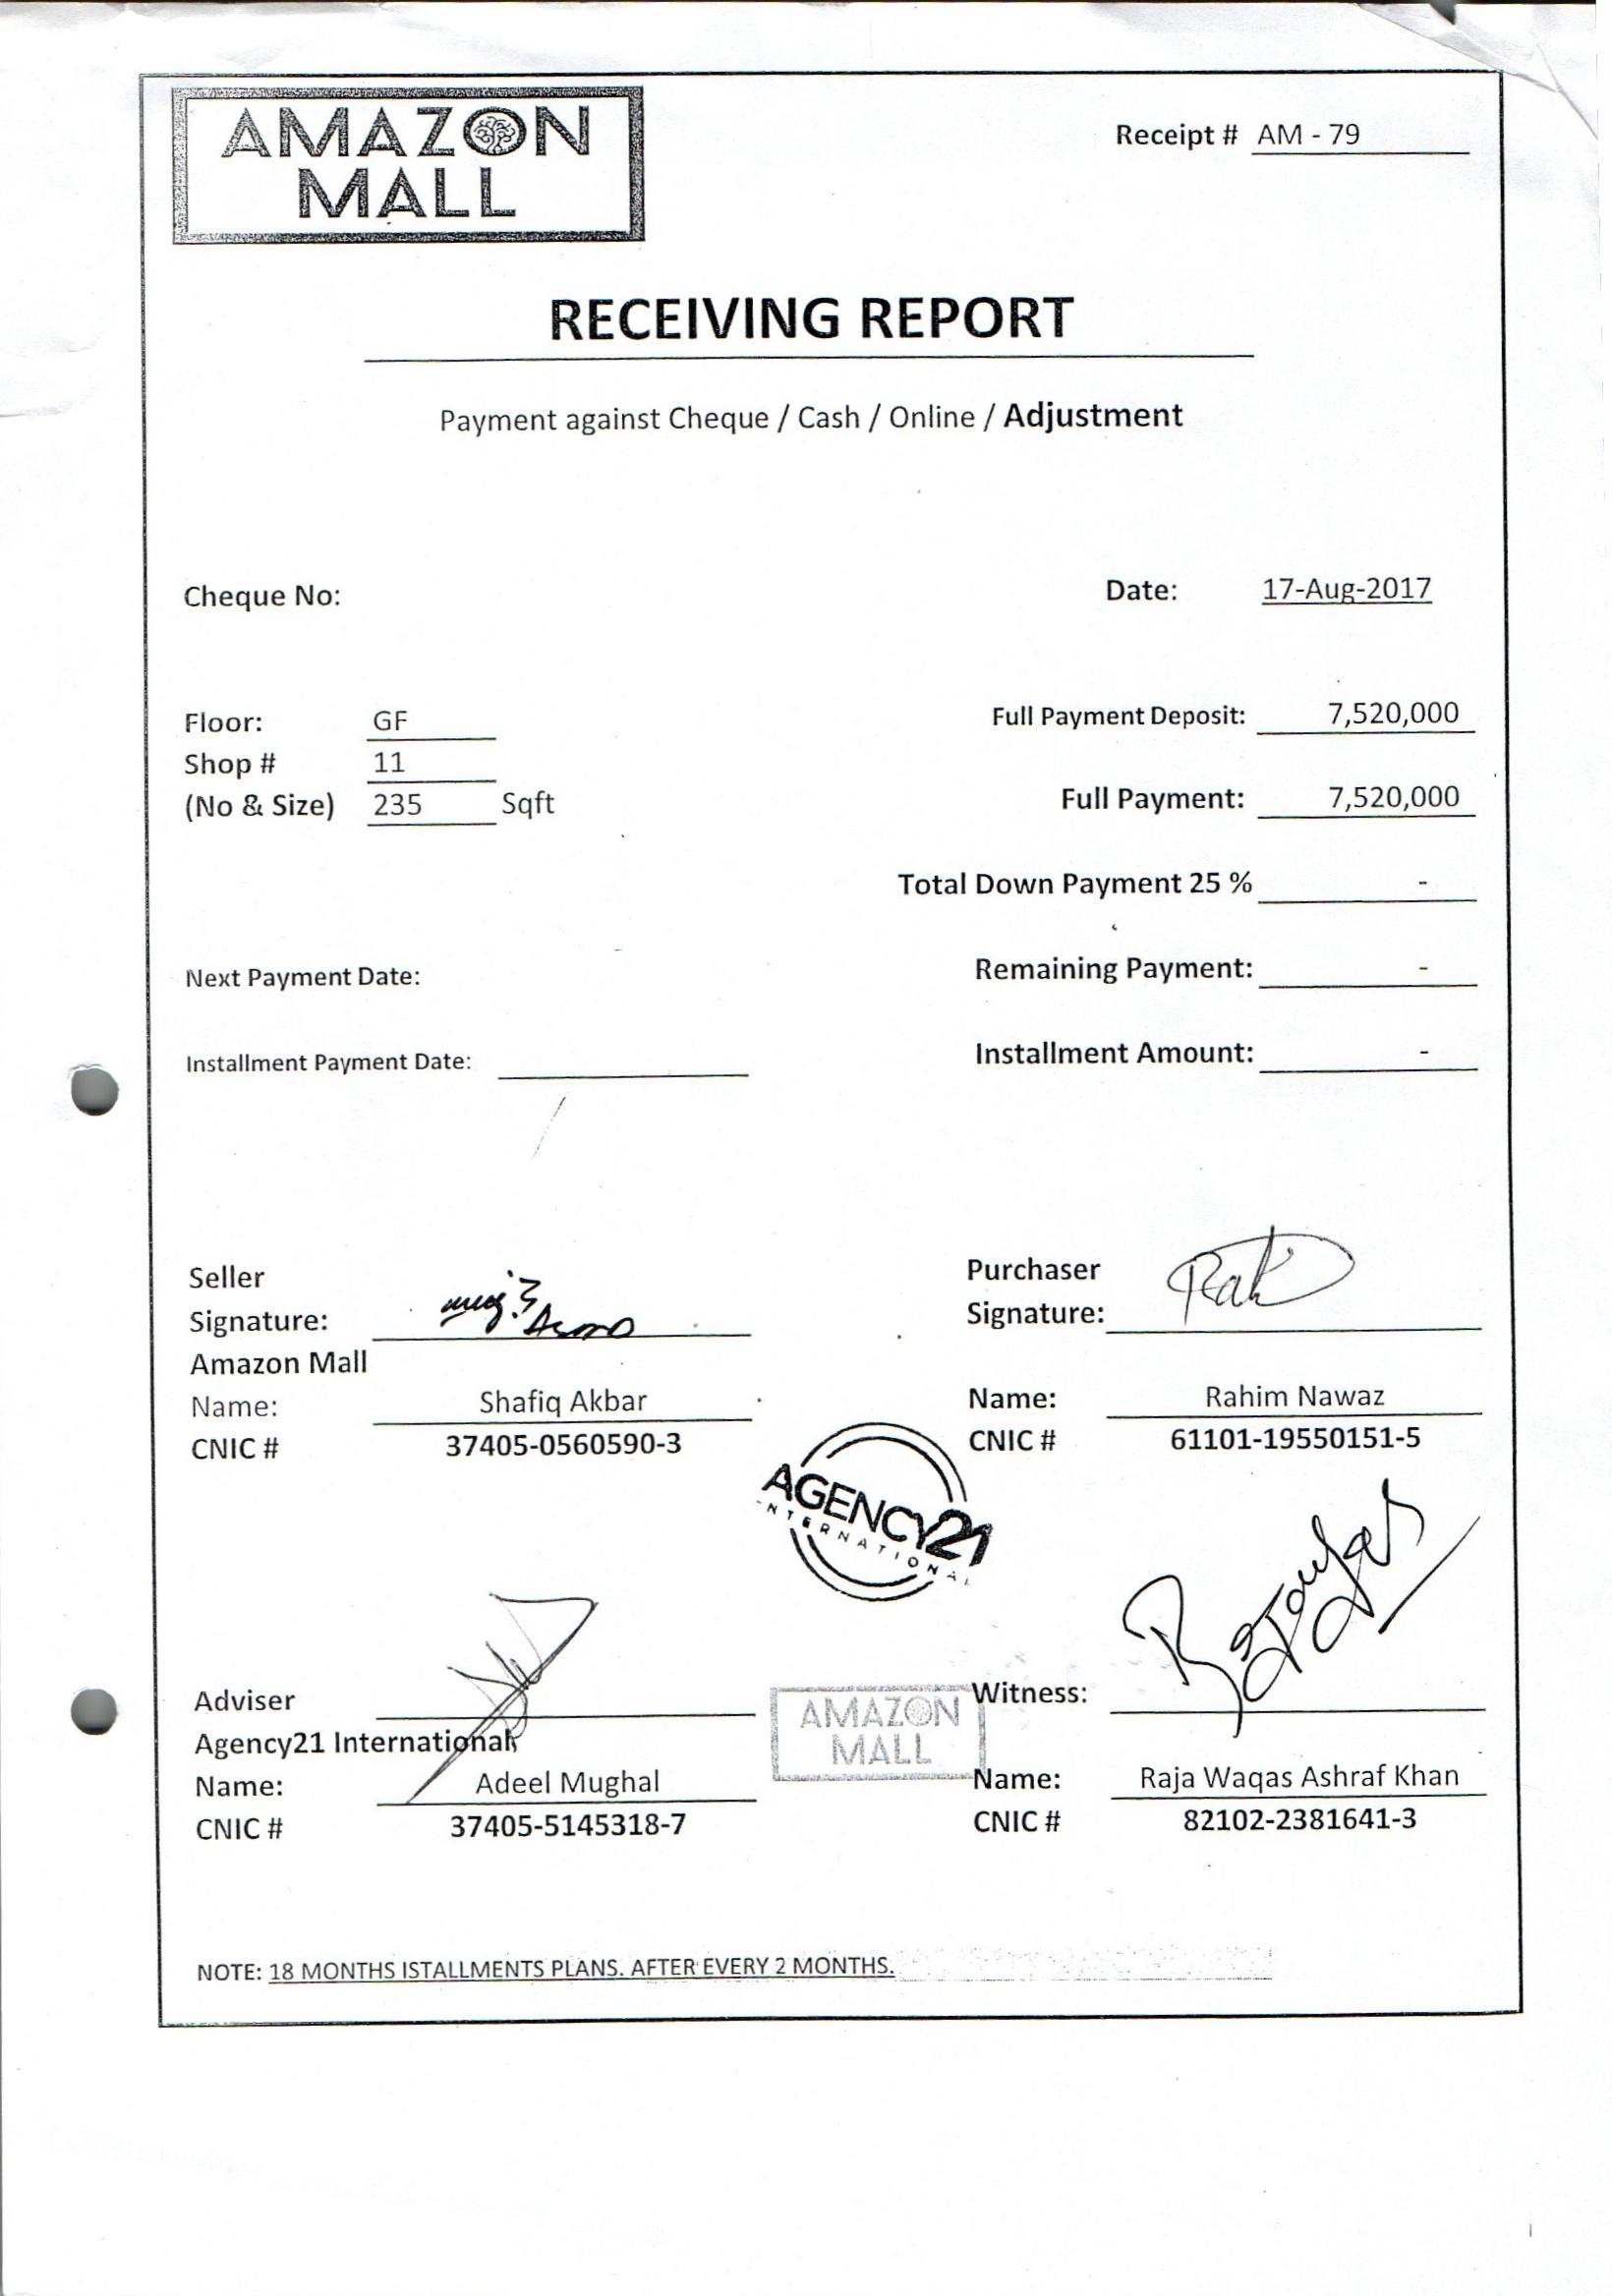 AMAZON
MALL
Receipt # AM - 79
RECEIVING REPORT
Payment against Cheque / Cash / Online / Adjustment
Cheque No:
Date: 17-Aug-2017
Floor: GF
Full Payment Deposit: 7,520,000
Shop # 11
(No & Size) 235 Sqft
Full Payment: 7,520,000
Total Down Payment 25 % -
Next Payment Date:
Remaining Payment: -
Installment Payment Date:
Installment Amount: -
Seller
Signature:
Amazon Mall
Name: Shafiq Akbar
CNIC # 37405-0560590-3
Purchaser
Signature:
Name: Rahim Nawaz
CNIC # 61101-19550151-5
AGENCY21
INTERNATIONAL
Adviser
Agency21 International
Name: Adeel Mughal
CNIC # 37405-5145318-7
AMAZON
MALL
Witness:
Name: Raja Waqas Ashraf Khan
CNIC # 82102-2381641-3
NOTE: 18 MONTHS ISTALLMENTS PLANS. AFTER EVERY 2 MONTHS.